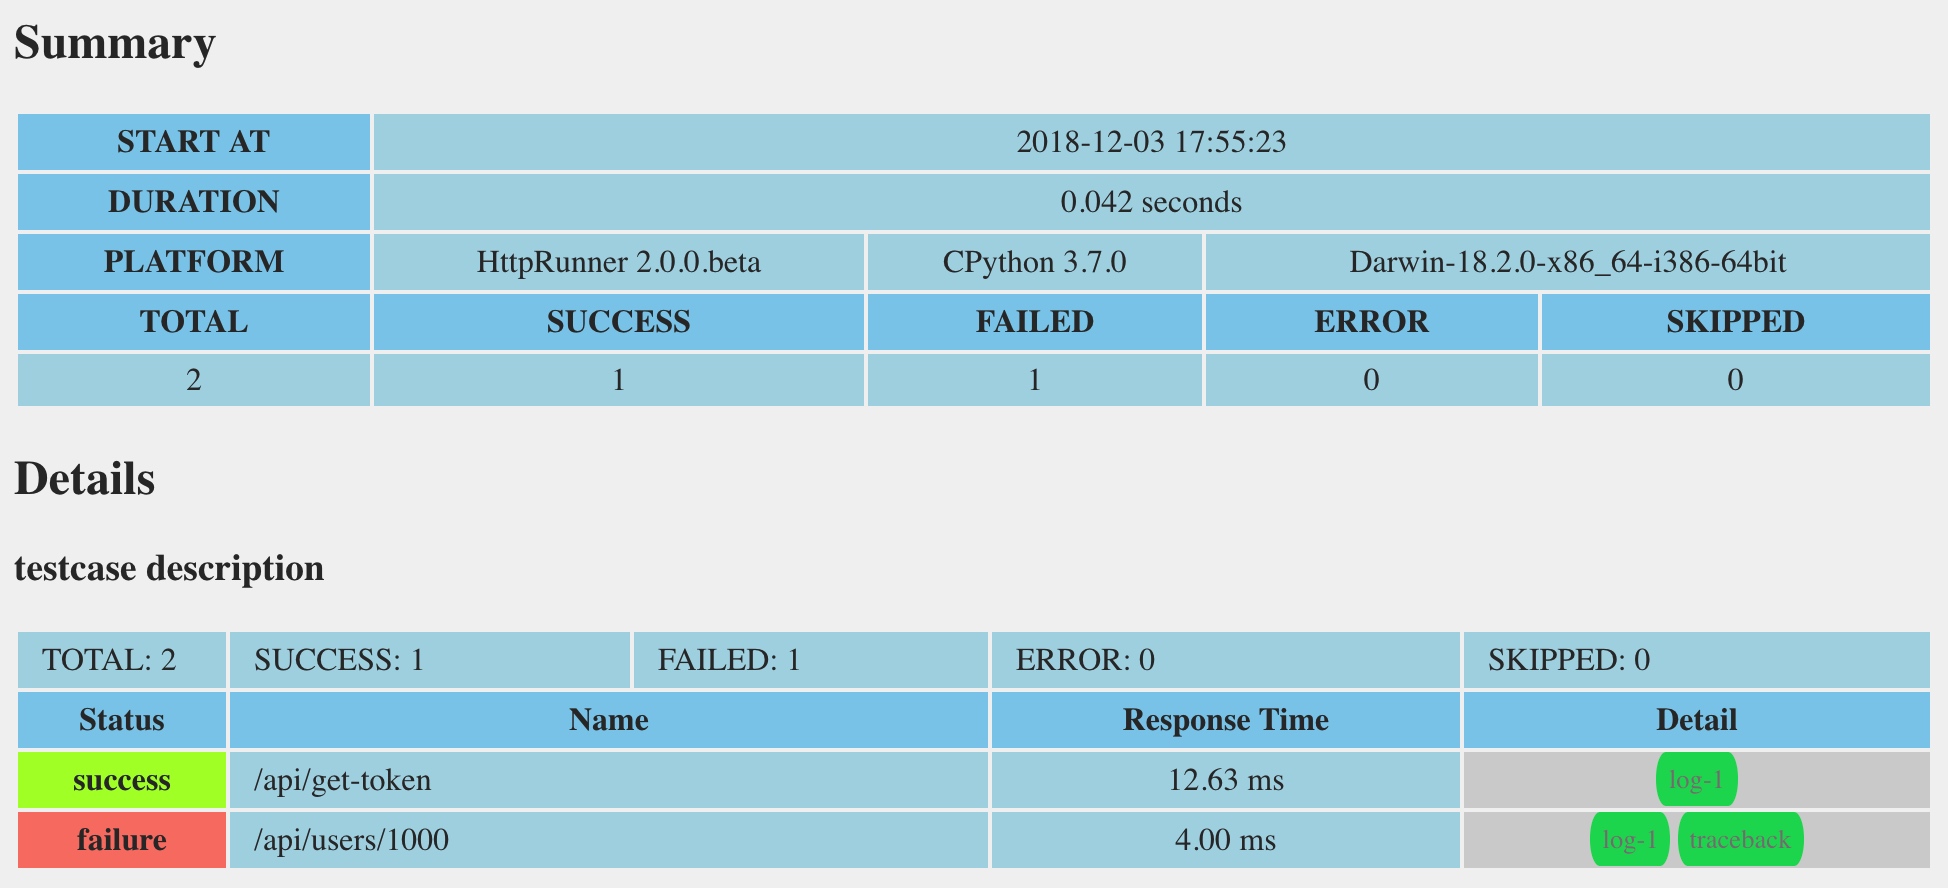 Summary
START AT 2018-12-03 17:55:23
DURATION 0.042 seconds
PLATFORM HttpRunner 2.0.0.beta CPython 3.7.0 Darwin-18.2.0-x86_64-i386-64bit
TOTAL SUCCESS FAILED ERROR SKIPPED
2 1 1 0 0
Details
testcase description
TOTAL: 2 SUCCESS: 1 FAILED: 1 ERROR: 0 SKIPPED: 0
Status Name Response Time Detail
success /api/get-token 12.63 ms log-1
failure /api/users/1000 4.00 ms log-1 traceback